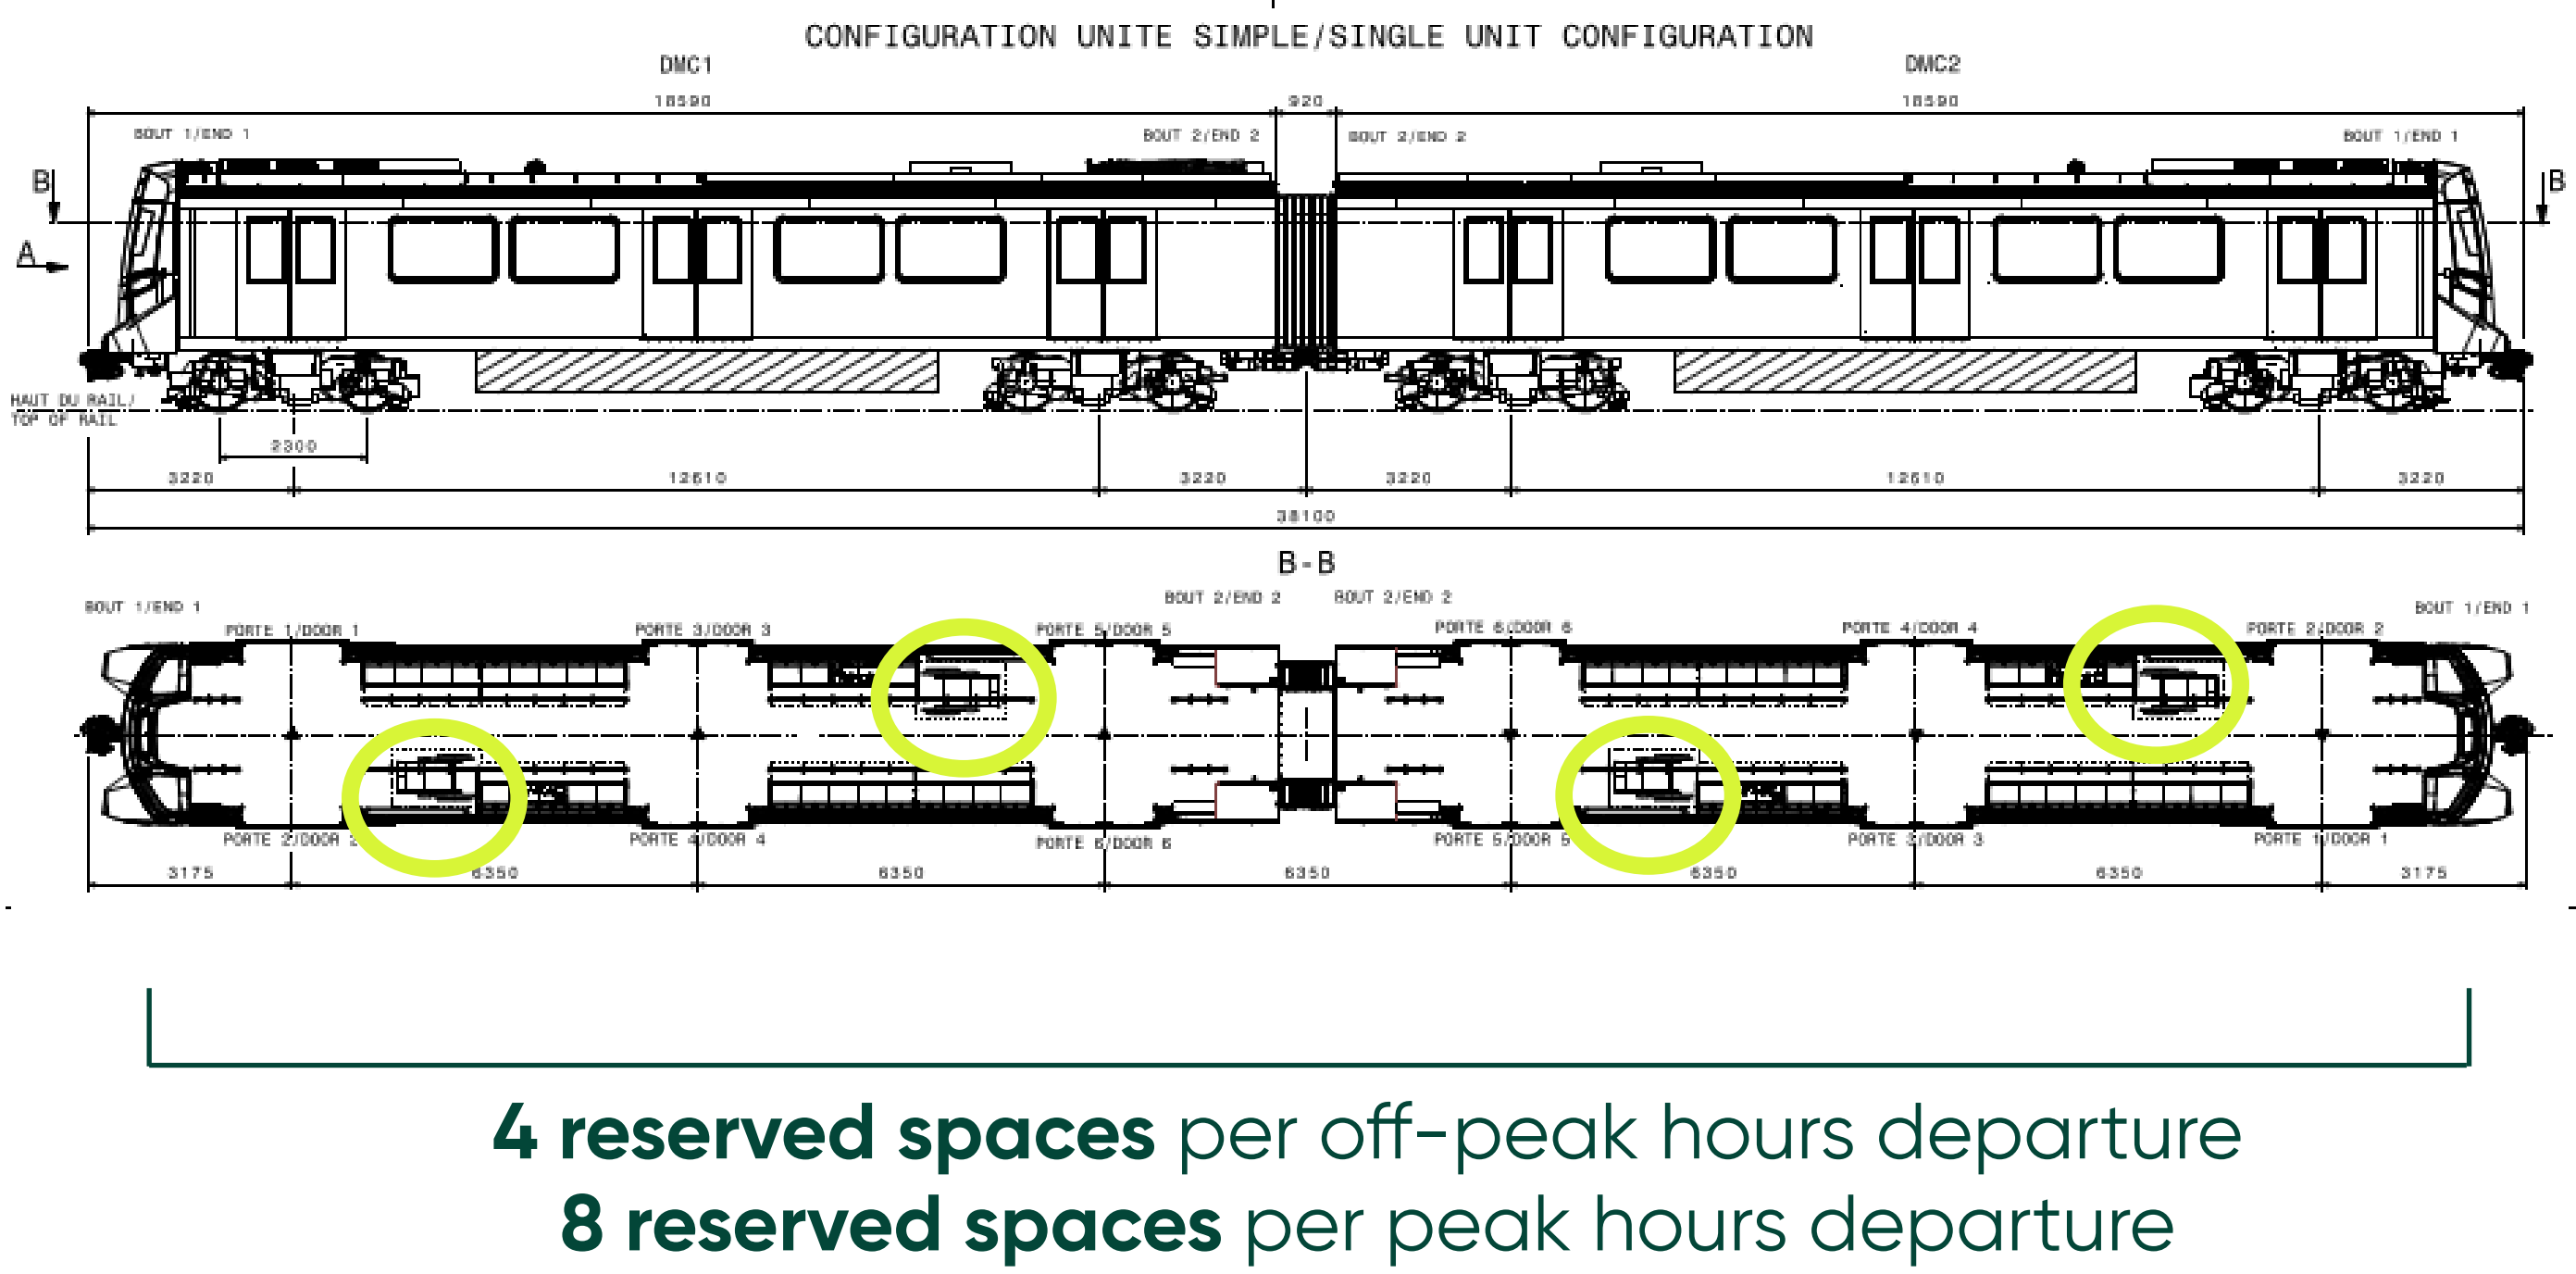 CONFIGURATION UNITE SIMPLE/SINGLE UNIT CONFIGURATION
DMC1 DMC2
18590 920 18590
BOUT 1/END 1 BOUT 2/END 2 BOUT 2/END 2 BOUT 1/END 1
B B
A
HAUT DU RAIL/
TOP OF RAIL
2300
3220 12610 3220 3220 12610 3220
38100
B-B
BOUT 1/END 1 BOUT 2/END 2 BOUT 2/END 2 BOUT 1/END 1
PORTE 1/DOOR 1 PORTE 3/DOOR 3 PORTE 5/DOOR 5 PORTE 6/DOOR 6 PORTE 4/DOOR 4 PORTE 2/DOOR 2
PORTE 2/DOOR 2 PORTE 4/DOOR 4 PORTE 6/DOOR 6 PORTE 5/DOOR 5 PORTE 3/DOOR 3 PORTE 1/DOOR 1
3175 6350 6350 6350 6350 6350 3175
4 reserved spaces per off-peak hours departure
8 reserved spaces per peak hours departure